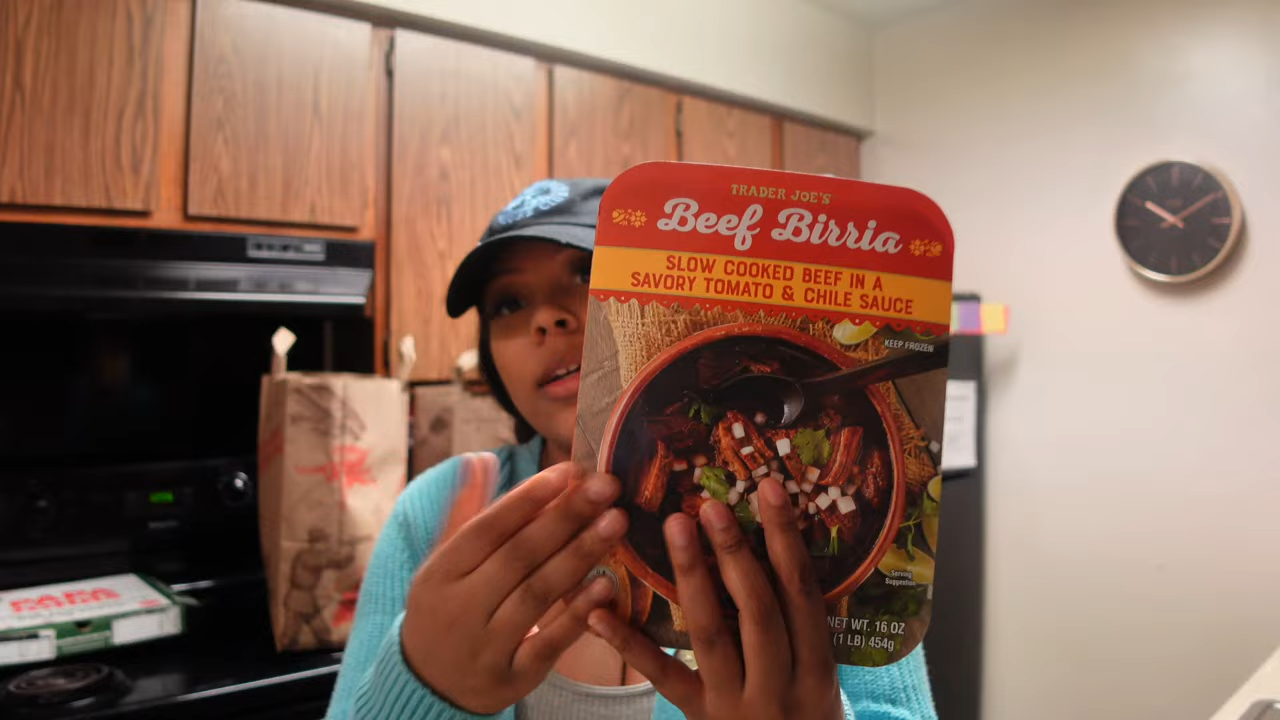 TRADER JOE'S
Beef Birria
SLOW COOKED BEEF IN A
SAVORY TOMATO & CHILE SAUCE
KEEP FROZEN
Serving
Suggestion
NET WT. 16 OZ
(1 LB) 454g